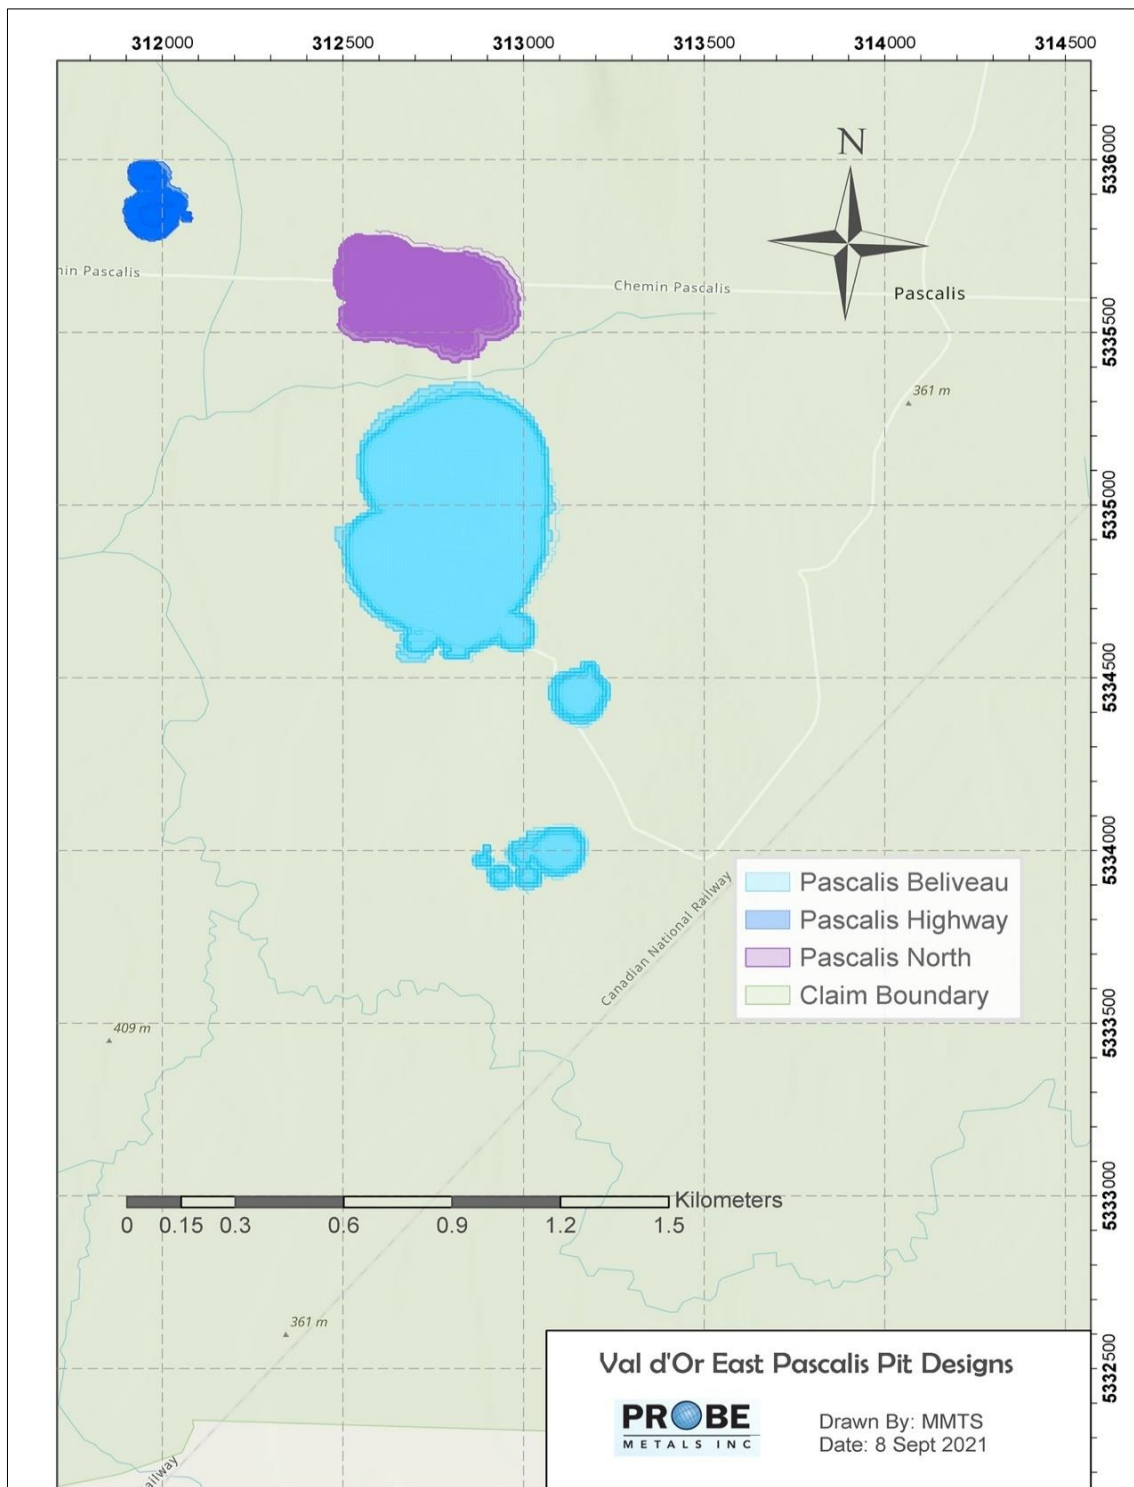 312000 312500 313000 313500 314000 314500
5336000
N
min Pascalis
Chemin Pascalis
Pascalis
5335500
361 m
5335000
5334500
5334000
Pascalis Beliveau
Pascalis Highway
Pascalis North
Claim Boundary
Canadian National Railway
5333500
409 m
5333000
Kilometers
0 0.15 0.3 0.6 0.9 1.2 1.5
361 m
5332500
Val d'Or East Pascalis Pit Designs
PROBE
METALS INC
Drawn By: MMTS
Date: 8 Sept 2021
ailway